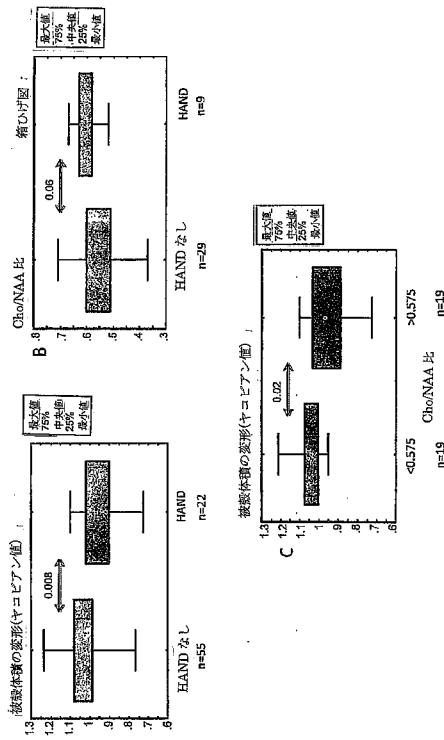 被殻体積の変形(ヤコビアン値)
1.3
1.2
1.1
1
.9
.8
.7
.6
0.008
最大値
75%
中央値
25%
最小値
HANDなし
HAND
n=55
n=22
B
Cho/NAA 比
箱ひげ図：
.8
.7
.6
.5
.4
.3
0.06
最大値
75%
中央値
25%
最小値
HANDなし
HAND
n=29
n=9
C
被殻体積の変形(ヤコビアン値)
1.3
1.2
1.1
1
.9
.8
.7
.6
0.02
最大値
75%
中央値
25%
最小値
<0.575
>0.575
Cho/NAA 比
n=19
n=19